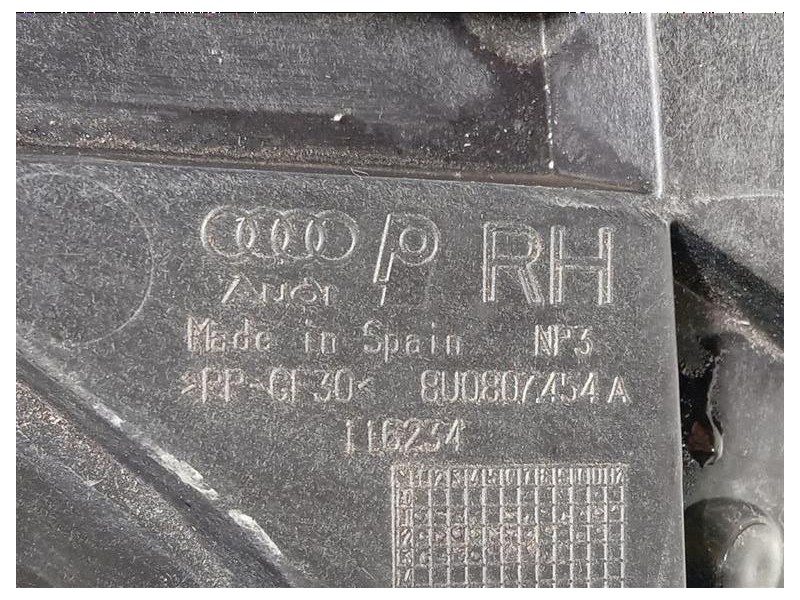 Audi P RH
Made in Spain NP3
>PP-GF30< 8U0807454 A
116234